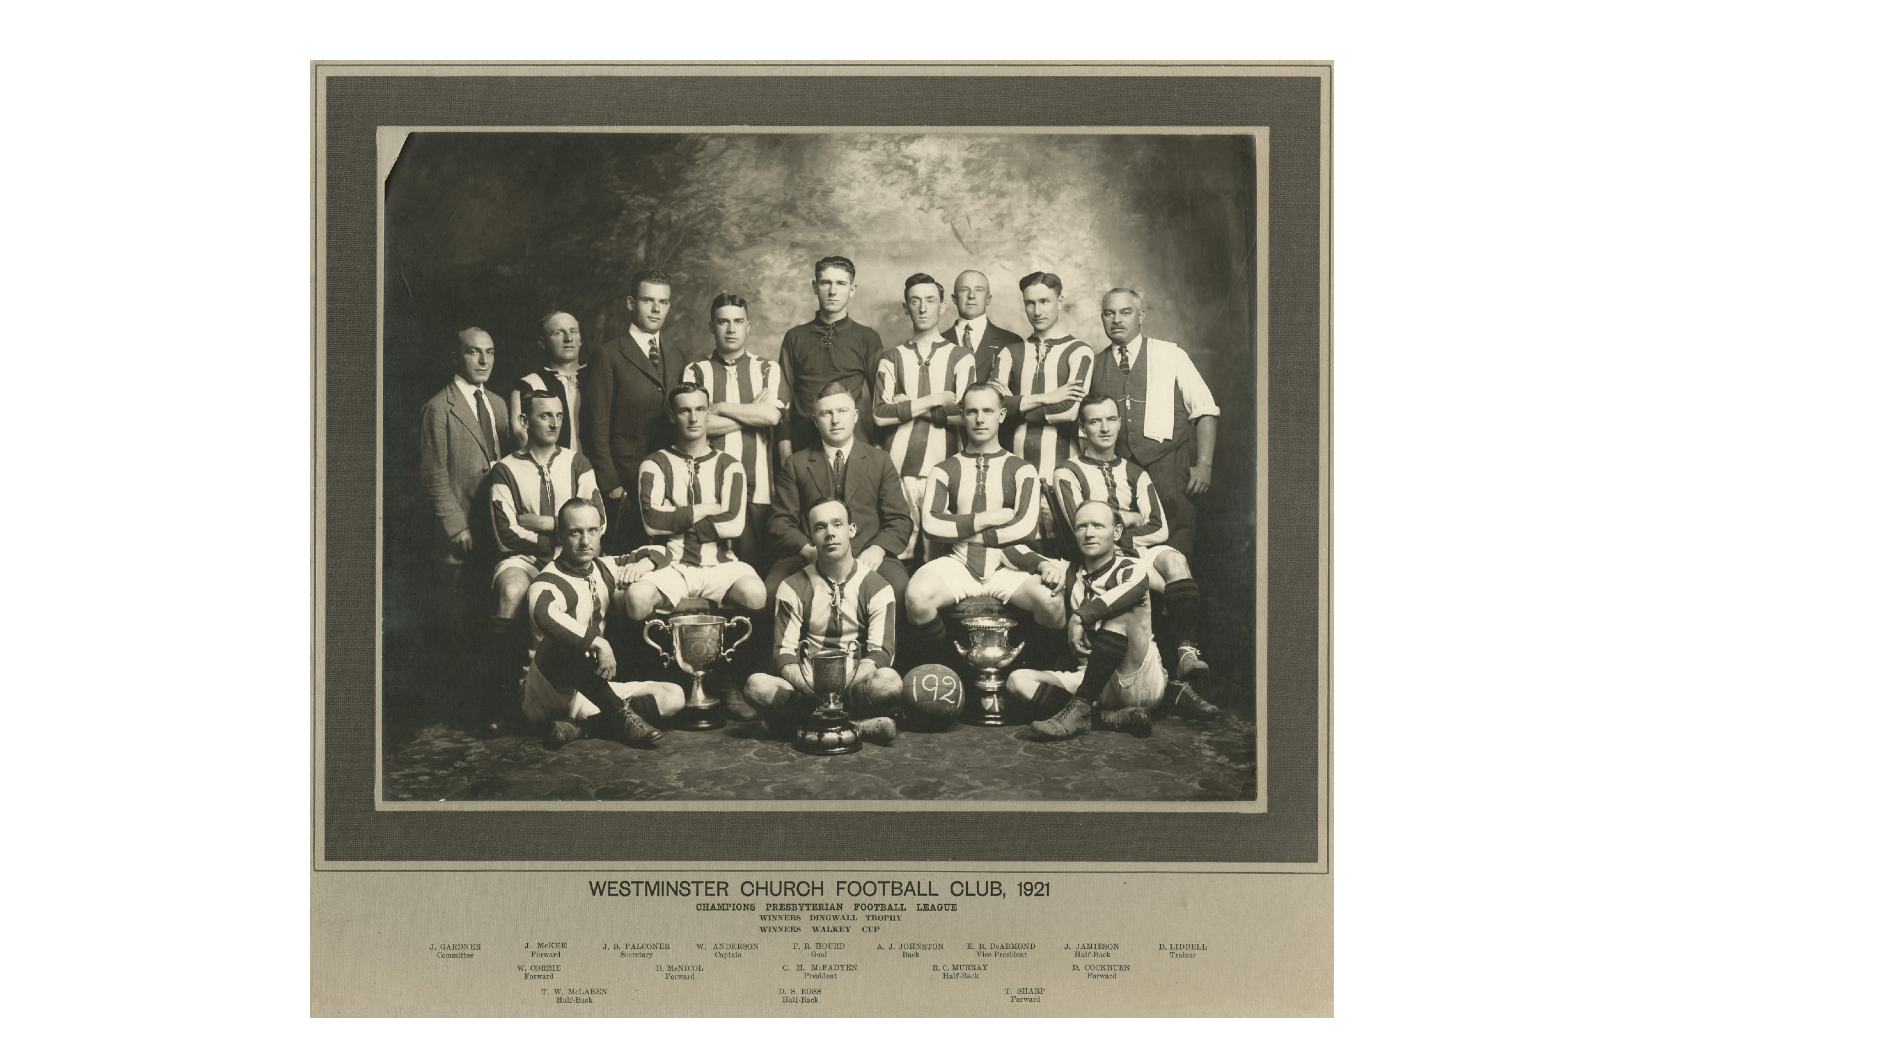 192
WESTMINSTER CHURCH FOOTBALL CLUB, 1921
CHAMPIONS PRESBYTERIAN FOOTBALL LEAGUE
WINNERS DINGWALL TROPHY
WINNERS WALKEY CUP
J. GARDNER J. McKEE J. S. FALCONER W. ANDERSON F. B. HOURD A. J. JOHNSTON E. B. DeARMOND J. JAMIESON D. LIDDELL
Committee Forward Secretary Captain Goal Back Vice President Half-Back Trainer
W. CORRIE D. McNICOL C. H. McFADYEN B. C. MURRAY D. COCKBURN
Forward Forward President Half-Back Forward
T. W. McLAREN D. S. ROSS T. SHARP
Half-Back Half-Back Forward